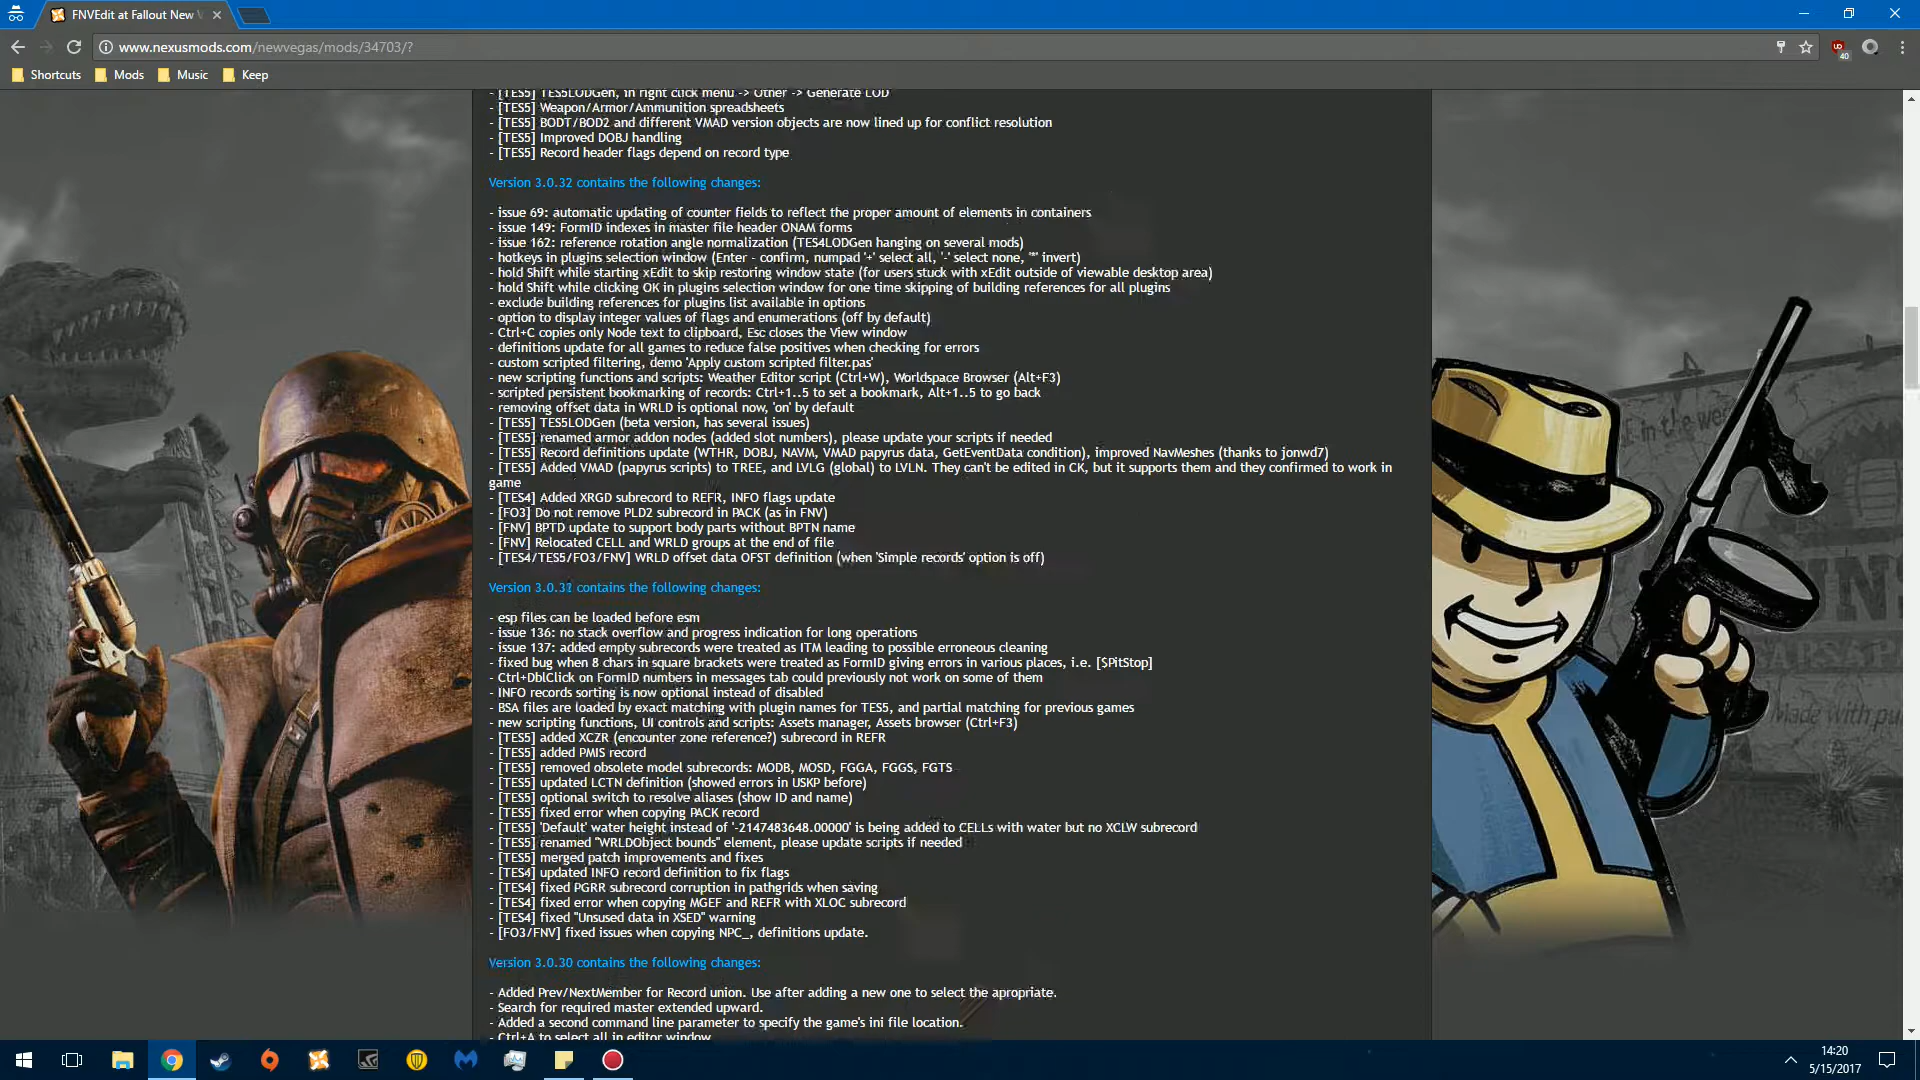 FNVEdit at Fallout New V
www.nexusmods.com/newvegas/mods/34703/?
40
Shortcuts Mods Music Keep
- [TES5] TES5LODGen, in right click menu -> Other -> Generate LOD
- [TES5] Weapon/Armor/Ammunition spreadsheets
- [TES5] BODT/BOD2 and different VMAD version objects are now lined up for conflict resolution
- [TES5] Improved DOBJ handling
- [TES5] Record header flags depend on record type
Version 3.0.32 contains the following changes:
- issue 69: automatic updating of counter fields to reflect the proper amount of elements in containers
- issue 149: FormID indexes in master file header ONAM forms
- issue 162: reference rotation angle normalization (TES4LODGen hanging on several mods)
- hotkeys in plugins selection window (Enter - confirm, numpad '+' select all, '-' select none, '*' invert)
- hold Shift while starting xEdit to skip restoring window state (for users stuck with xEdit outside of viewable desktop area)
- hold Shift while clicking OK in plugins selection window for one time skipping of building references for all plugins
- exclude building references for plugins list available in options
- option to display integer values of flags and enumerations (off by default)
- Ctrl+C copies only Node text to clipboard, Esc closes the View window
- definitions update for all games to reduce false positives when checking for errors
- custom scripted filtering, demo 'Apply custom scripted filter.pas'
- new scripting functions and scripts: Weather Editor script (Ctrl+W), Worldspace Browser (Alt+F3)
- scripted persistent bookmarking of records: Ctrl+1..5 to set a bookmark, Alt+1..5 to go back
- removing offset data in WRLD is optional now, 'on' by default
- [TES5] TES5LODGen (beta version, has several issues)
- [TES5] renamed armor addon nodes (added slot numbers), please update your scripts if needed
- [TES5] Record definitions update (WTHR, DOBJ, NAVM, VMAD papyrus data, GetEventData condition), improved NavMeshes (thanks to jonwd7)
- [TES5] Added VMAD (papyrus scripts) to TREE, and LVLG (global) to LVLN. They can't be edited in CK, but it supports them and they confirmed to work in
game
- [TES4] Added XRGD subrecord to REFR, INFO flags update
- [FO3] Do not remove PLD2 subrecord in PACK (as in FNV)
- [FNV] BPTD update to support body parts without BPTN name
- [FNV] Relocated CELL and WRLD groups at the end of file
- [TES4/TES5/FO3/FNV] WRLD offset data OFST definition (when 'Simple records' option is off)
Version 3.0.31 contains the following changes:
- esp files can be loaded before esm
- issue 136: no stack overflow and progress indication for long operations
- issue 137: added empty subrecords were treated as ITM leading to possible erroneous cleaning
- fixed bug when 8 chars in square brackets were treated as FormID giving errors in various places, i.e. [$PitStop]
- Ctrl+DblClick on FormID numbers in messages tab could previously not work on some of them
- INFO records sorting is now optional instead of disabled
- BSA files are loaded by exact matching with plugin names for TES5, and partial matching for previous games
- new scripting functions, UI controls and scripts: Assets manager, Assets browser (Ctrl+F3)
- [TES5] added XCZR (encounter zone reference?) subrecord in REFR
- [TES5] added PMIS record
- [TES5] removed obsolete model subrecords: MODB, MOSD, FGGA, FGGS, FGTS
- [TES5] updated LCTN definition (showed errors in USKP before)
- [TES5] optional switch to resolve aliases (show ID and name)
- [TES5] fixed error when copying PACK record
- [TES5] 'Default' water height instead of '-2147483648.00000' is being added to CELLs with water but no XCLW subrecord
- [TES5] renamed "WRLDObject bounds" element, please update scripts if needed
- [TES5] merged patch improvements and fixes
- [TES4] updated INFO record definition to fix flags
- [TES4] fixed PGRR subrecord corruption in pathgrids when saving
- [TES4] fixed error when copying MGEF and REFR with XLOC subrecord
- [TES4] fixed "Unsused data in XSED" warning
- [FO3/FNV] fixed issues when copying NPC_, definitions update.
Version 3.0.30 contains the following changes:
- Added Prev/NextMember for Record union. Use after adding a new one to select the apropriate.
- Search for required master extended upward.
- Added a second command line parameter to specify the game's ini file location.
- Ctrl+A to select all in editor window
14:20
5/15/2017